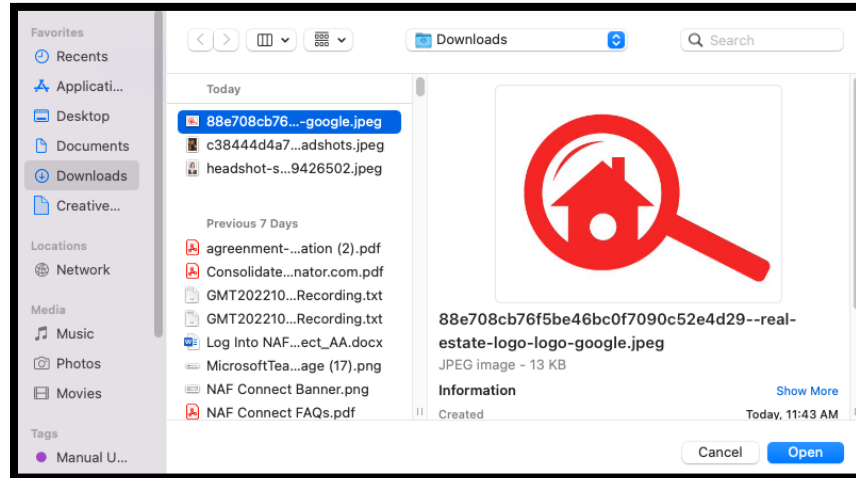 Favorites
Recents
Applicati...
Desktop
Documents
Downloads
Creative...
Locations
Network
Media
Music
Photos
Movies
Tags
Manual U...
Downloads
Search
Today
88e708cb76...-google.jpeg
c38444d4a7...adshots.jpeg
headshot-s...9426502.jpeg
Previous 7 Days
agreenment-...ation (2).pdf
Consolidate...nator.com.pdf
GMT202210...Recording.txt
GMT202210...Recording.txt
Log Into NAF...ect_AA.docx
MicrosoftTea...age (17).png
NAF Connect Banner.png
NAF Connect FAQs.pdf
88e708cb76f5be46bc0f7090c52e4d29--real-
estate-logo-logo-google.jpeg
JPEG image - 13 KB
Information Show More
Created Today, 11:43 AM
Cancel Open